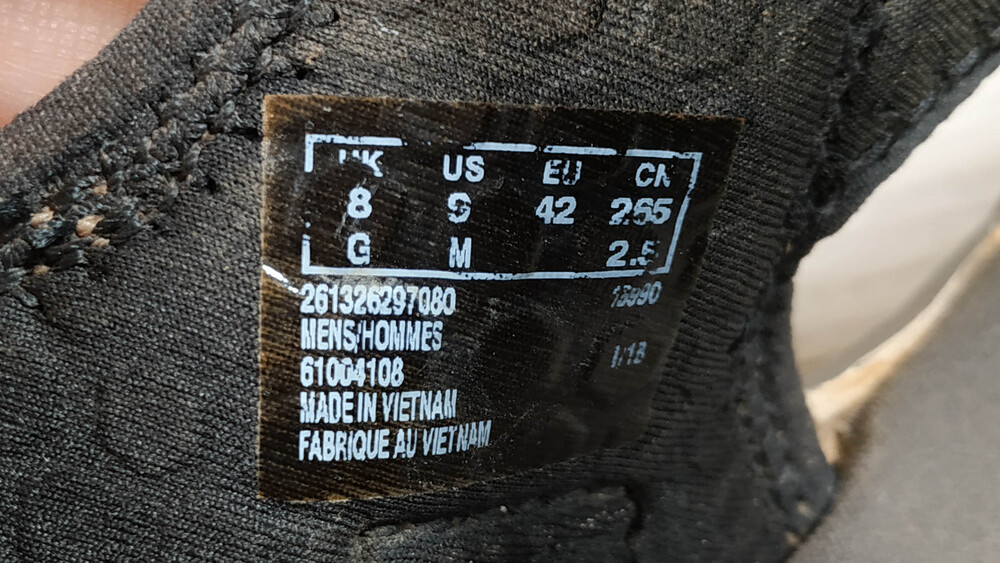 UK US EU CN
8 9 42 265
G M 2.5
261326297080 13990
MENS/HOMMES
61004108 1/18
MADE IN VIETNAM
FABRIQUE AU VIETNAM